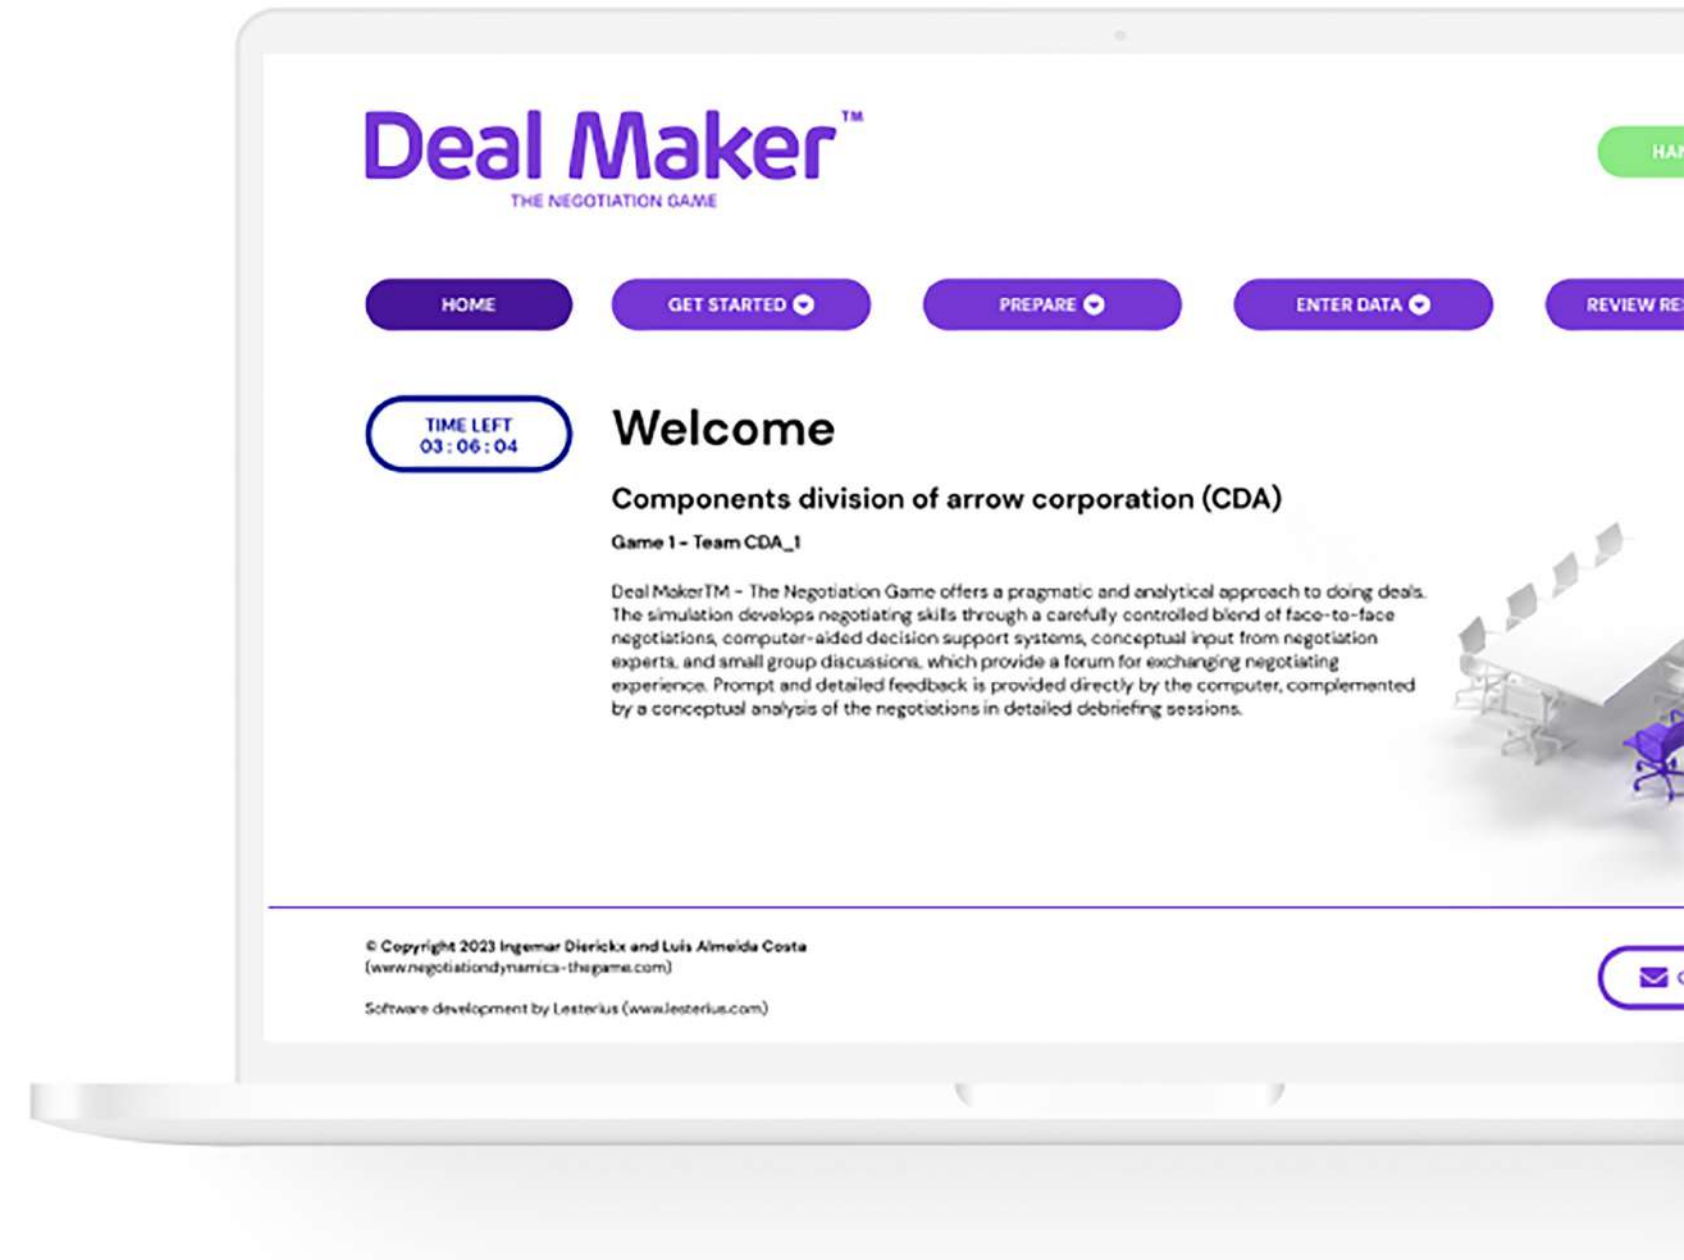 Deal Maker™
THE NEGOTIATION GAME
HAN
HOME
GET STARTED
PREPARE
ENTER DATA
REVIEW RE
TIME LEFT
03 : 06 : 04
Welcome
Components division of arrow corporation (CDA)
Game 1 - Team CDA_1
Deal MakerTM - The Negotiation Game offers a pragmatic and analytical approach to doing deals.
The simulation develops negotiating skills through a carefully controlled blend of face-to-face
negotiations, computer-aided decision support systems, conceptual input from negotiation
experts, and small group discussions, which provide a forum for exchanging negotiating
experience. Prompt and detailed feedback is provided directly by the computer, complemented
by a conceptual analysis of the negotiations in detailed debriefing sessions.
© Copyright 2023 Ingemar Dierickx and Luis Almeida Costa
(www.negotiationdynamics-thegame.com)
Software development by Lesterius (www.lesterius.com)